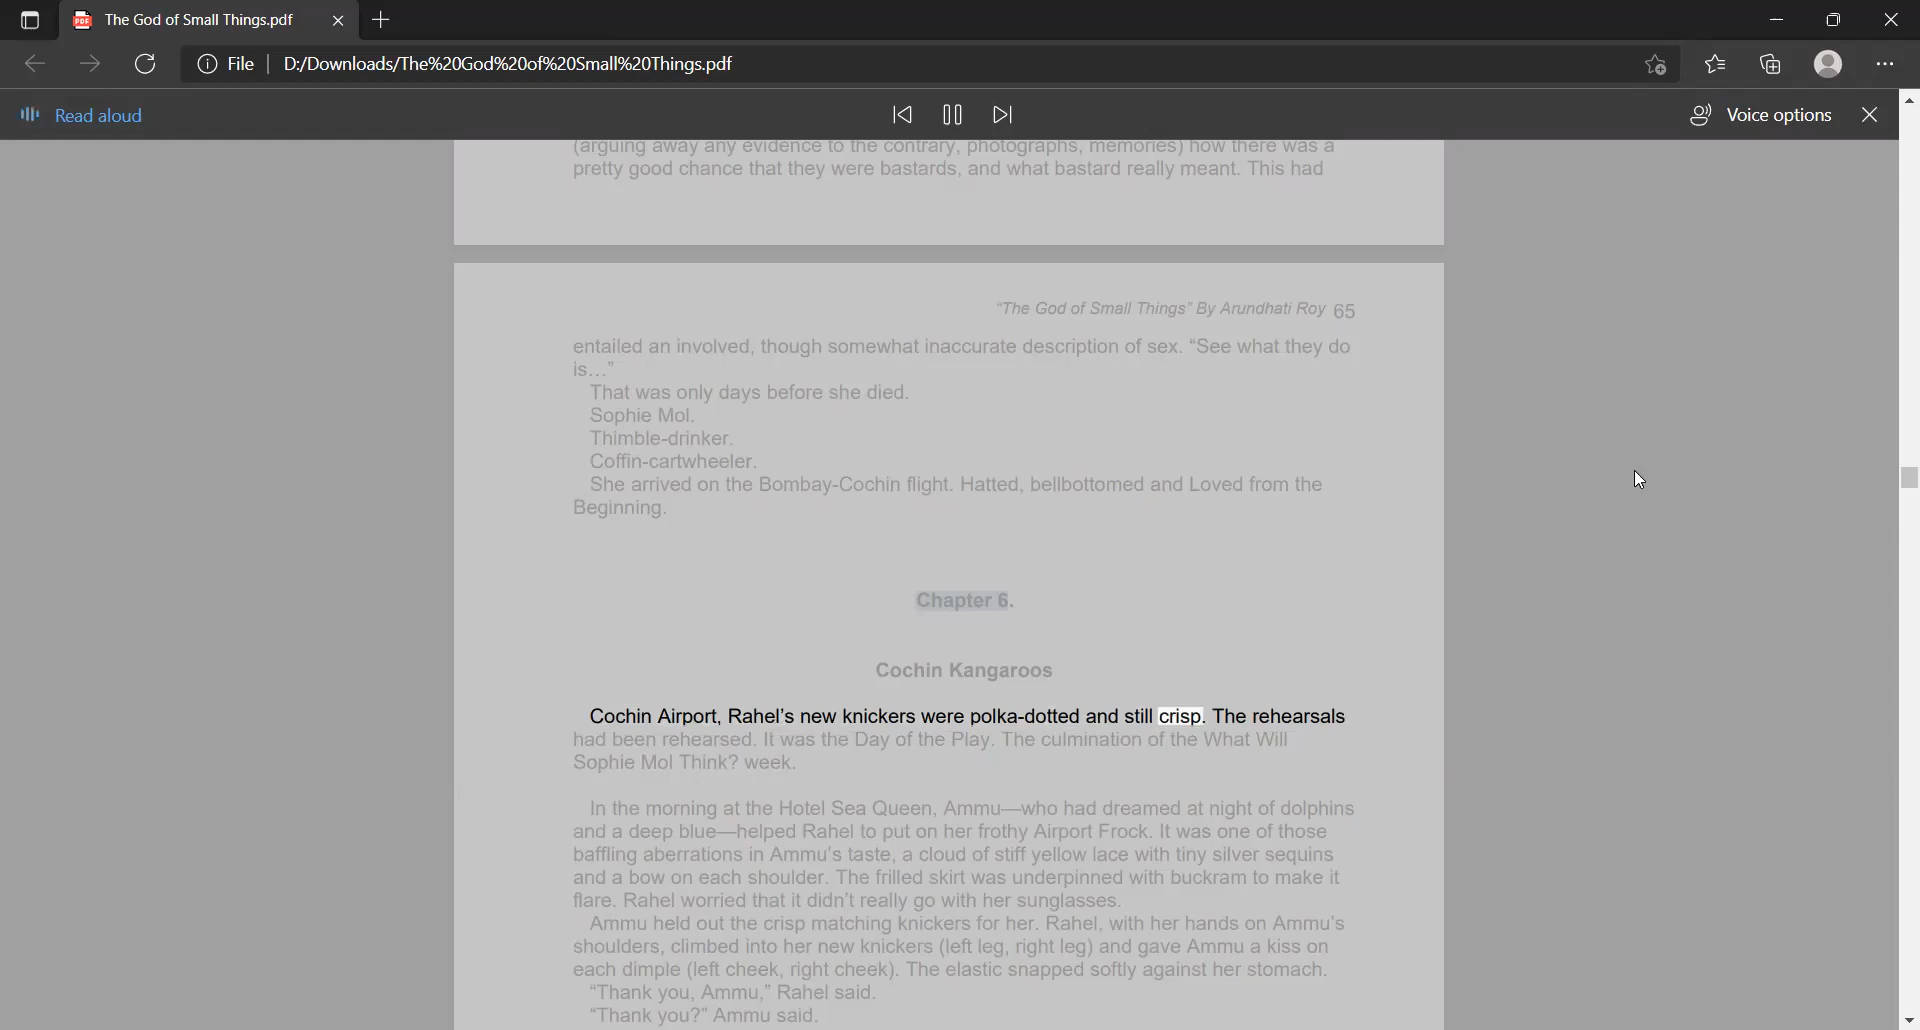 The God of Small Things.pdf
File | D:/Downloads/The%20God%20of%20Small%20Things.pdf
Read aloud
Voice options
(arguing away any evidence to the contrary, photographs, memories) how there was a
pretty good chance that they were bastards, and what bastard really meant. This had
“The God of Small Things” By Arundhati Roy 65
entailed an involved, though somewhat inaccurate description of sex. “See what they do
is…”
That was only days before she died.
Sophie Mol.
Thimble-drinker.
Coffin-cartwheeler.
She arrived on the Bombay-Cochin flight. Hatted, bellbottomed and Loved from the
Beginning.
Chapter 6.
Cochin Kangaroos
Cochin Airport, Rahel’s new knickers were polka-dotted and still crisp. The rehearsals
had been rehearsed. It was the Day of the Play. The culmination of the What Will
Sophie Mol Think? week.
In the morning at the Hotel Sea Queen, Ammu—who had dreamed at night of dolphins
and a deep blue—helped Rahel to put on her frothy Airport Frock. It was one of those
baffling aberrations in Ammu’s taste, a cloud of stiff yellow lace with tiny silver sequins
and a bow on each shoulder. The frilled skirt was underpinned with buckram to make it
flare. Rahel worried that it didn’t really go with her sunglasses.
Ammu held out the crisp matching knickers for her. Rahel, with her hands on Ammu’s
shoulders, climbed into her new knickers (left leg, right leg) and gave Ammu a kiss on
each dimple (left cheek, right cheek). The elastic snapped softly against her stomach.
“Thank you, Ammu,” Rahel said.
“Thank you?” Ammu said.